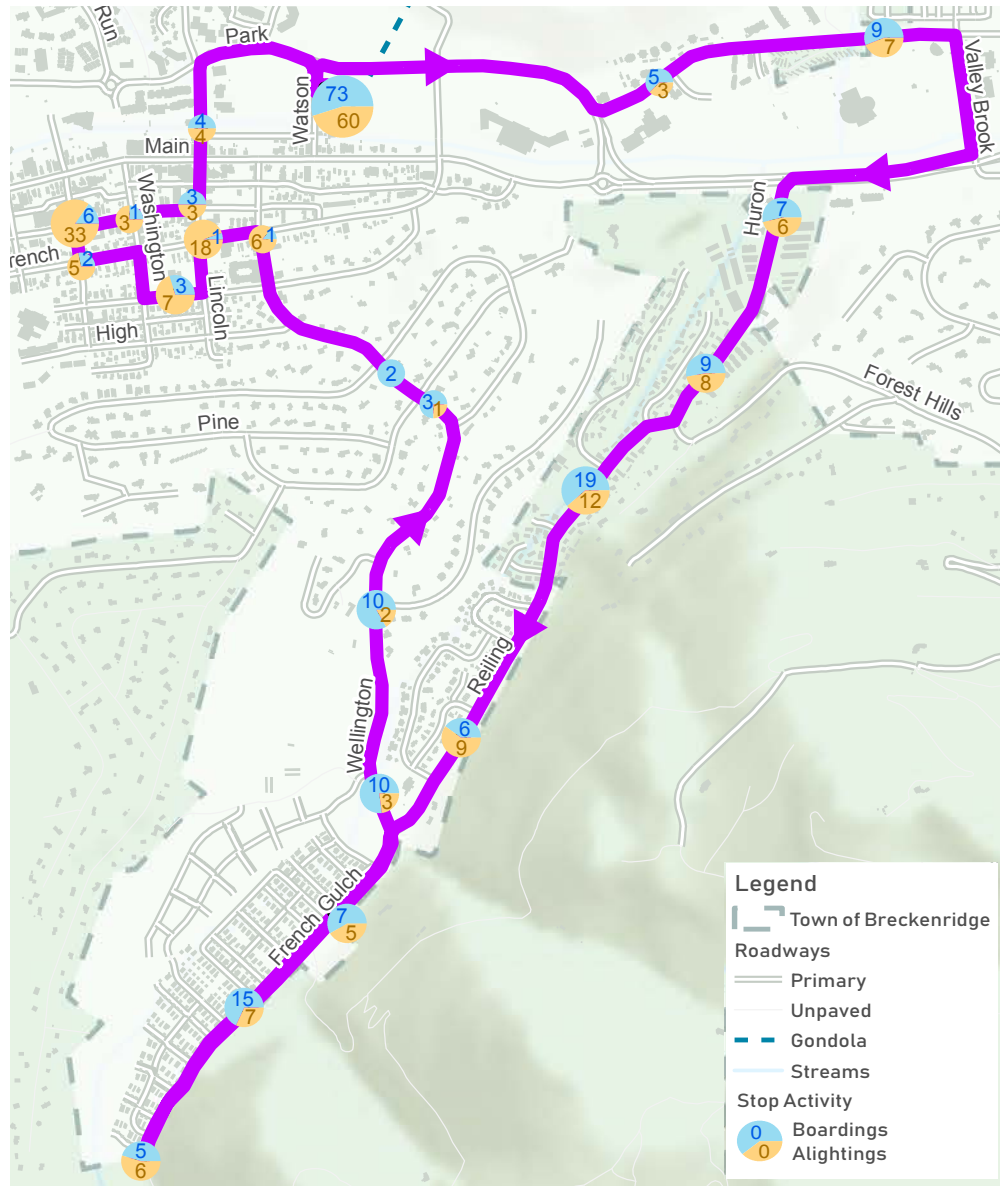 Run
Park
9
7
Valley Brook
5
3
Watson
73
60
4
4
Main
Washington
3
3
6
33
1
3
1
18
1
6
Huron
7
6
rench
2
5
3
7
Lincoln
High
2
3
1
9
8
Forest Hills
Pine
19
12
10
2
Reiling
Wellington
6
9
10
3
French Gulch
7
5
15
7
5
6
Legend
Town of Breckenridge
Roadways
Primary
Unpaved
Gondola
Streams
Stop Activity
0 Boardings
0 Alightings